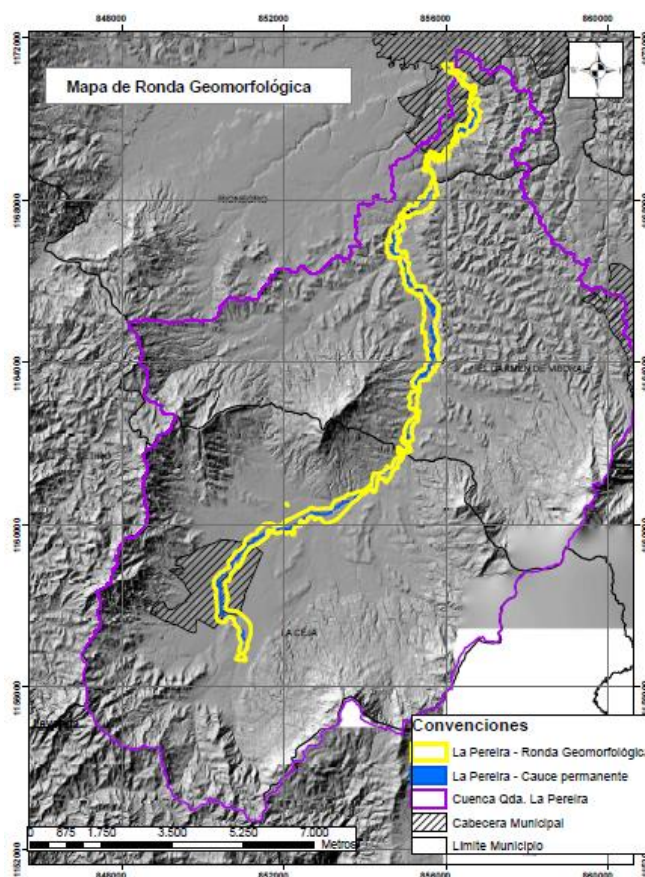 848000 852000 856000 860000
1172000
Mapa de Ronda Geomorfológica
1168000
RIONEGRO
1164000
EL CARMEN DE VIBORAL
1160000
LA CEJA
1156000
Convenciones
La Pereira - Ronda Geomorfológica
La Pereira - Cauce permanente
Cuenca Qda. La Pereira
Cabecera Municipal
Límite Municipio
0 875 1.750 3.500 5.250 7.000
Metros
1152000
848000 852000 856000 860000